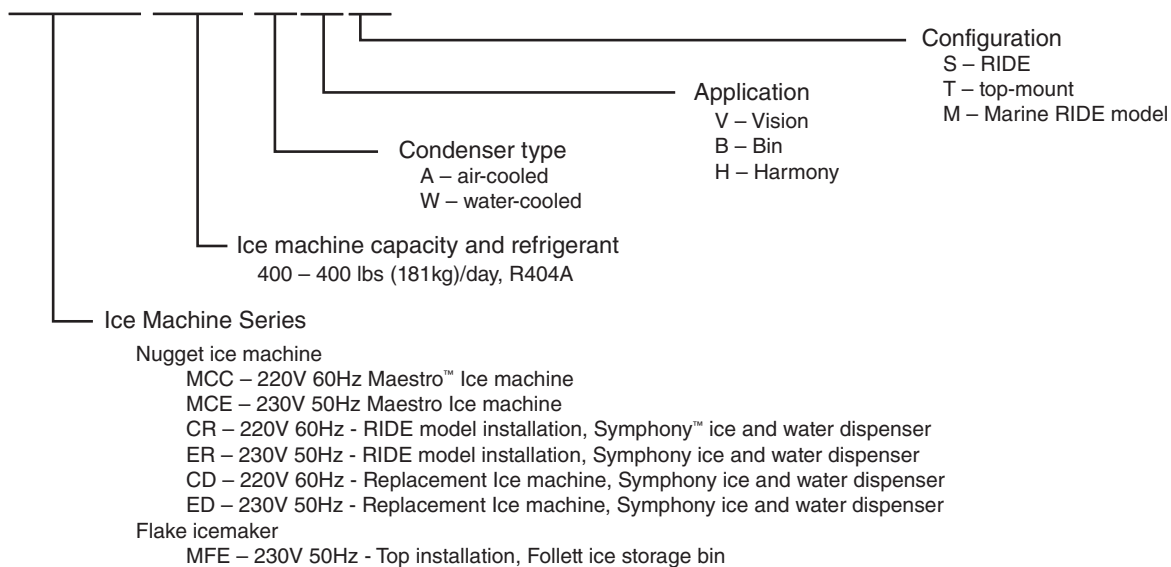 Configuration
S – RIDE
T – top-mount
M – Marine RIDE model
Application
V – Vision
B – Bin
H – Harmony
Condenser type
A – air-cooled
W – water-cooled
Ice machine capacity and refrigerant
400 – 400 lbs (181kg)/day, R404A
Ice Machine Series
Nugget ice machine
MCC – 220V 60Hz Maestro™ Ice machine
MCE – 230V 50Hz Maestro Ice machine
CR – 220V 60Hz - RIDE model installation, Symphony™ ice and water dispenser
ER – 230V 50Hz - RIDE model installation, Symphony ice and water dispenser
CD – 220V 60Hz - Replacement Ice machine, Symphony ice and water dispenser
ED – 230V 50Hz - Replacement Ice machine, Symphony ice and water dispenser
Flake icemaker
MFE – 230V 50Hz - Top installation, Follett ice storage bin